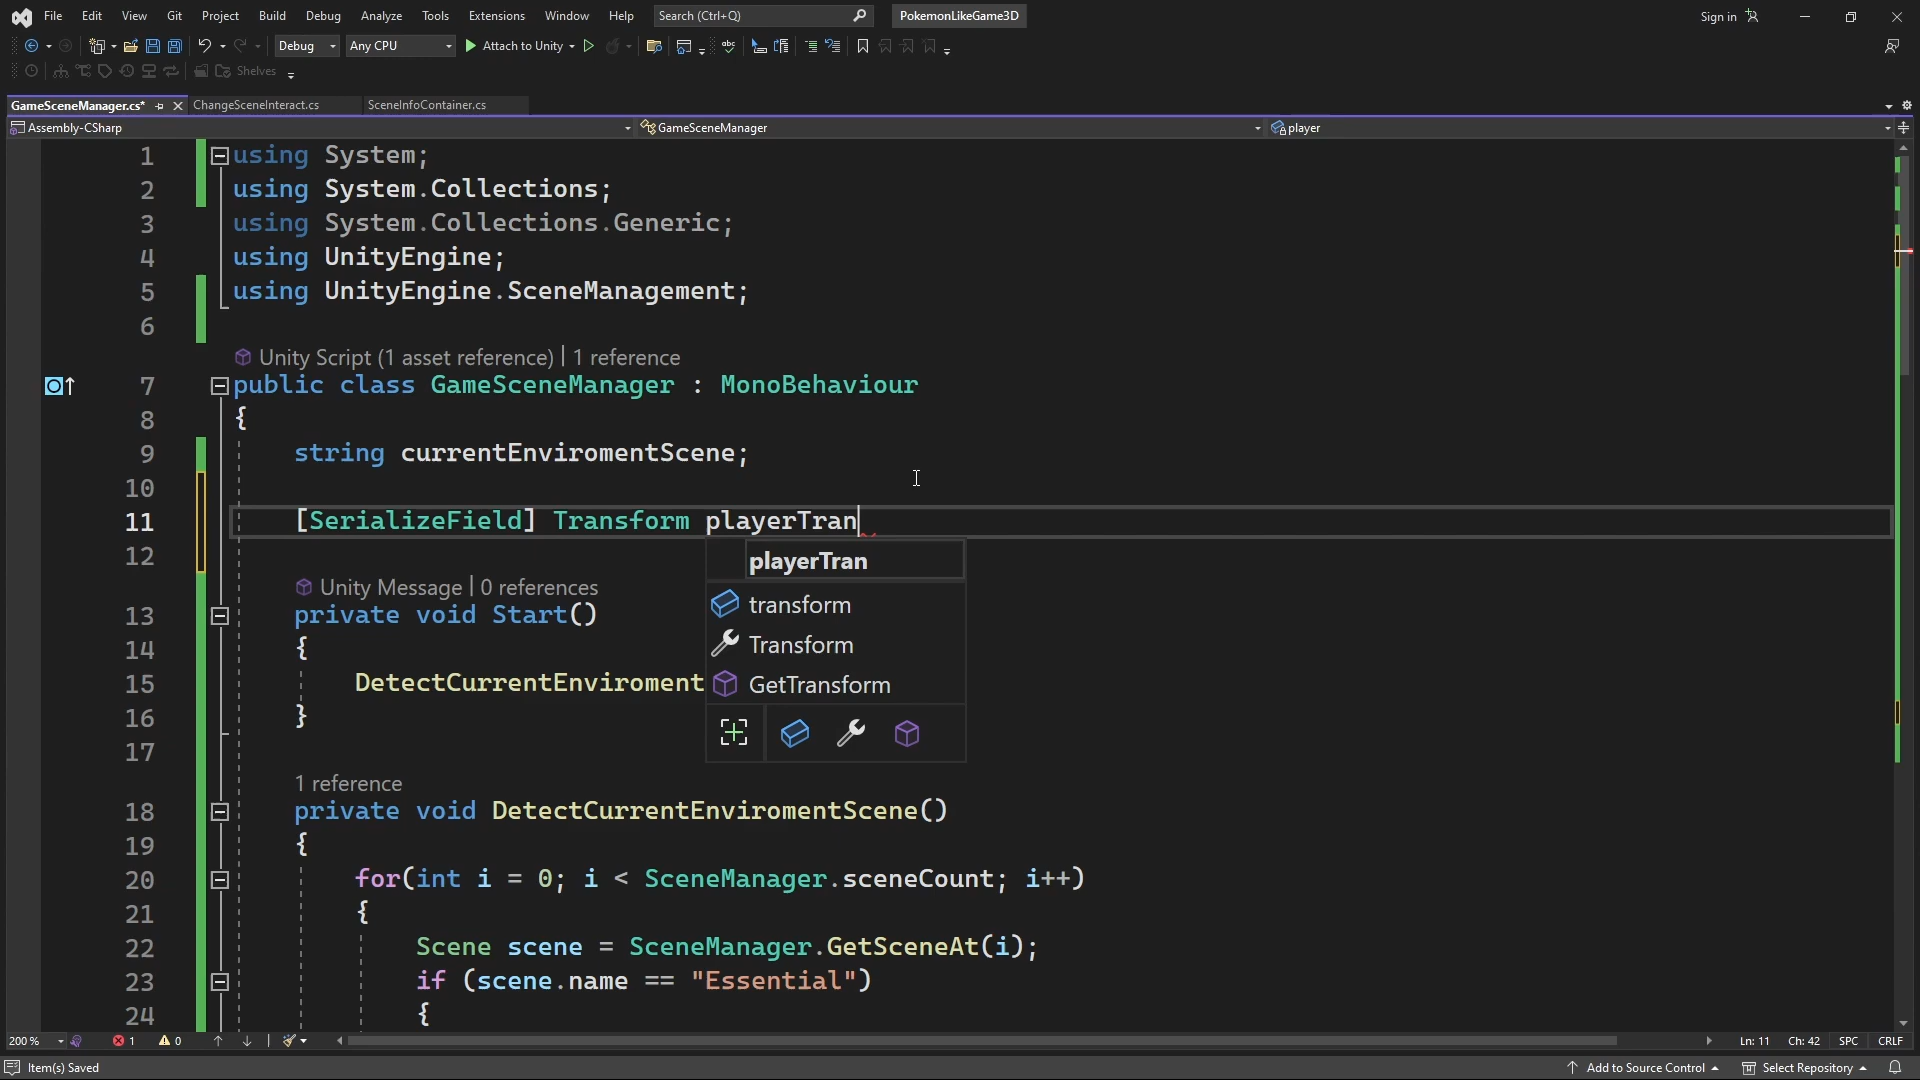 File Edit View Git Project Build Debug Analyze Tools Extensions Window Help Search (Ctrl+Q) PokemonLikeGame3D Sign in
Debug Any CPU Attach to Unity
Shelves
GameSceneManager.cs* ChangeSceneInteract.cs SceneInfoContainer.cs
Assembly-CSharp GameSceneManager player
1 using System;
2 using System.Collections;
3 using System.Collections.Generic;
4 using UnityEngine;
5 using UnityEngine.SceneManagement;
6
Unity Script (1 asset reference) | 1 reference
7 public class GameSceneManager : MonoBehaviour
8 {
9 string currentEnviromentScene;
10
11 [SerializeField] Transform playerTran
12
playerTran
transform
Transform
GetTransform
Unity Message | 0 references
13 private void Start()
14 {
15 DetectCurrentEnviroment
16 }
17
1 reference
18 private void DetectCurrentEnviromentScene()
19 {
20 for(int i = 0; i < SceneManager.sceneCount; i++)
21 {
22 Scene scene = SceneManager.GetSceneAt(i);
23 if (scene.name == "Essential")
24 {
200 % 1 0 Ln: 11 Ch: 42 SPC CRLF
Item(s) Saved Add to Source Control Select Repository